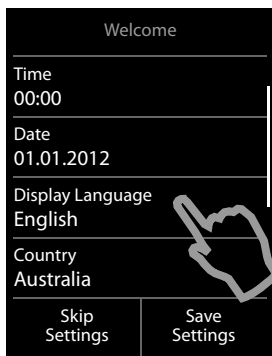 Welcome
Time
00:00
Date
01.01.2012
Display Language
English
Country
Australia
Skip
Settings
Save
Settings